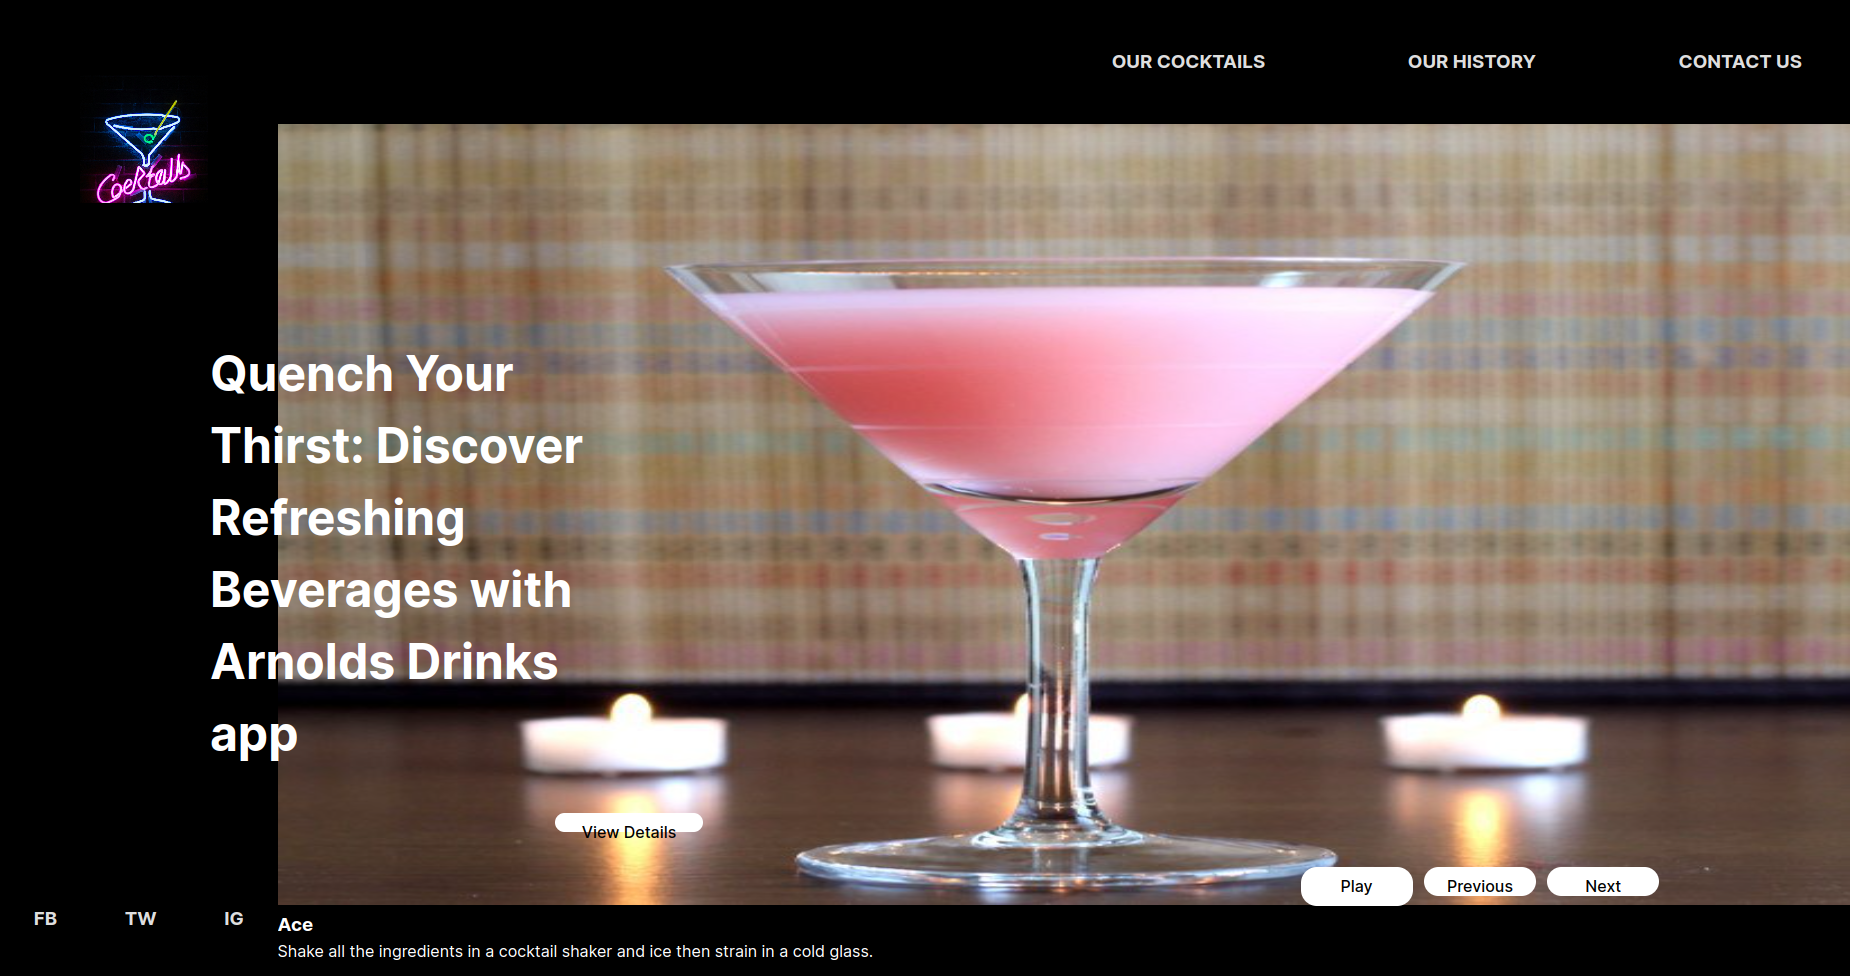 OUR COCKTAILS
OUR HISTORY
CONTACT US
Cocktails
Quench Your
Thirst: Discover
Refreshing
Beverages with
Arnolds Drinks
app
View Details
Play
Previous
Next
FB
TW
IG
Ace
Shake all the ingredients in a cocktail shaker and ice then strain in a cold glass.